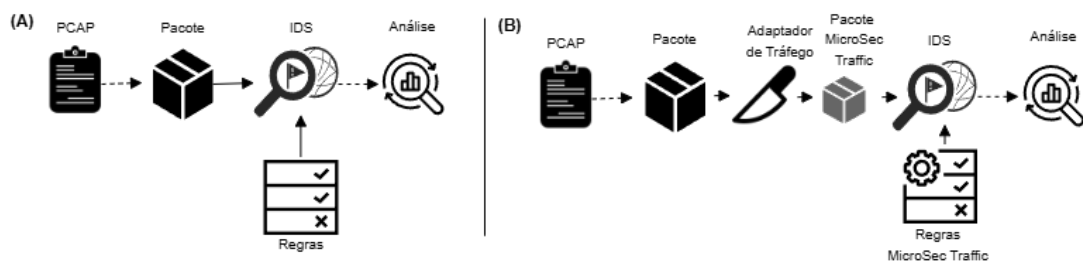 (A)
PCAP
Pacote
IDS
Análise
Regras
(B)
PCAP
Pacote
Adaptador
de Tráfego
Pacote
MicroSec
Traffic
IDS
Análise
Regras
MicroSec Traffic